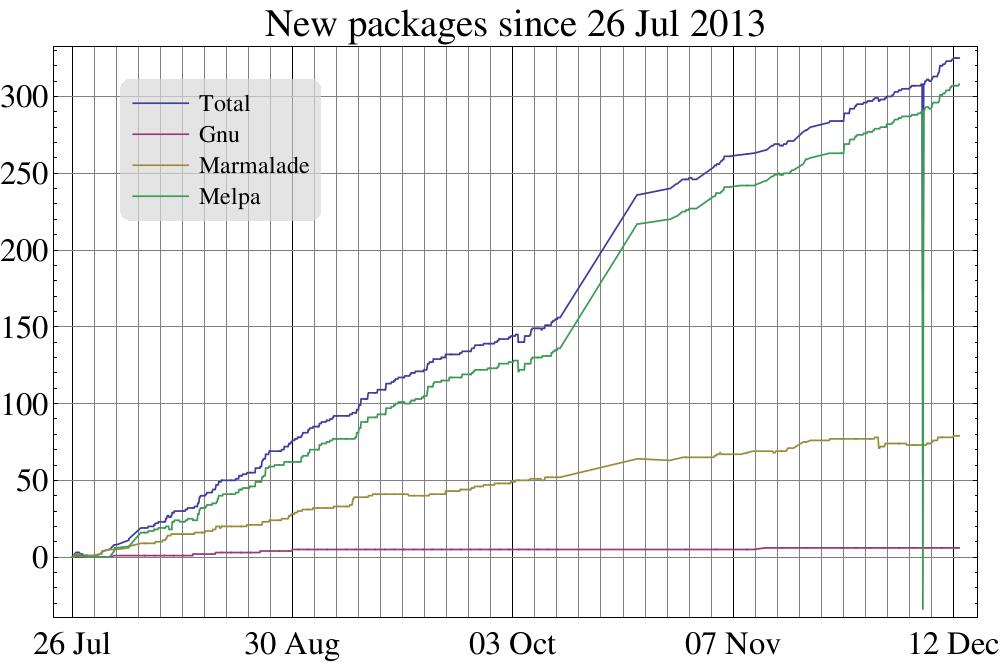 New packages since 26 Jul 2013
Total
Gnu
Marmalade
Melpa
300
250
200
150
100
50
0
26 Jul 30 Aug 03 Oct 07 Nov 12 Dec